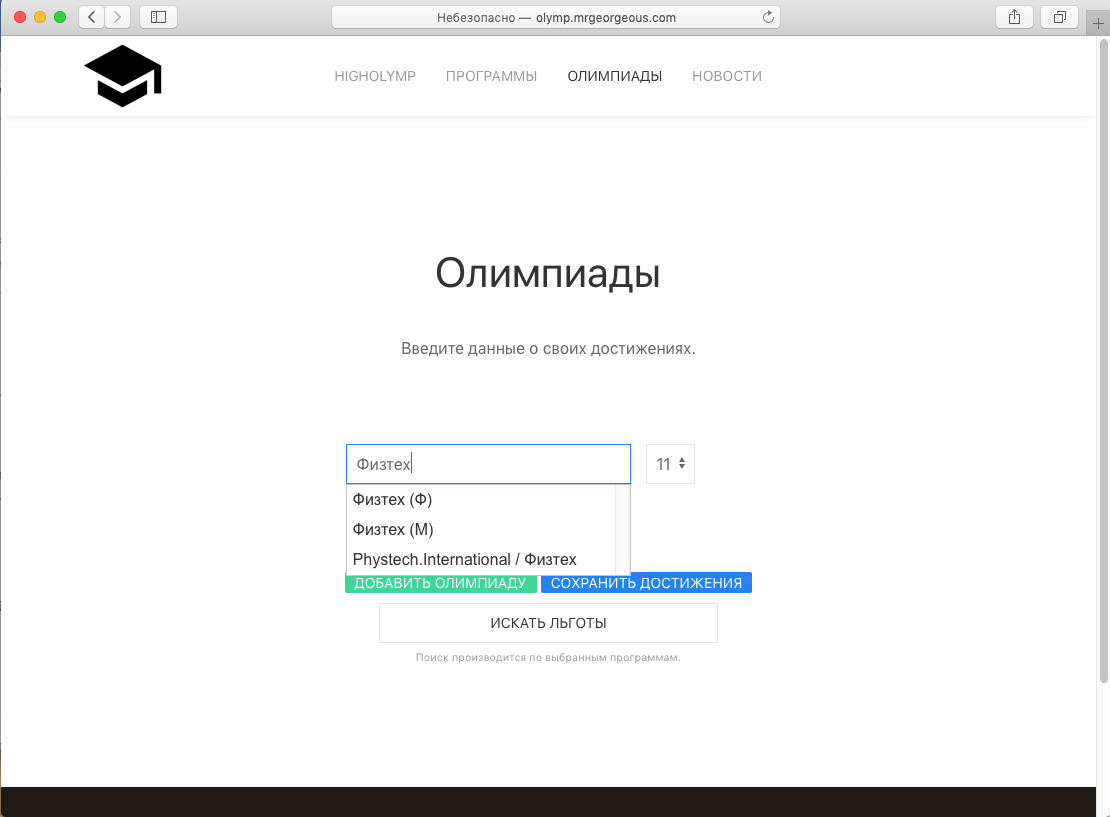 Небезопасно — olymp.mrgeorgeous.com
HIGHOLYMP ПРОГРАММЫ ОЛИМПИАДЫ НОВОСТИ
Олимпиады
Введите данные о своих достижениях.
Физтех 11
Физтех (Ф)
Физтех (М)
Phystech.International / Физтех
ДОБАВИТЬ ОЛИМПИАДУ СОХРАНИТЬ ДОСТИЖЕНИЯ
ИСКАТЬ ЛЬГОТЫ
Поиск производится по выбранным программам.